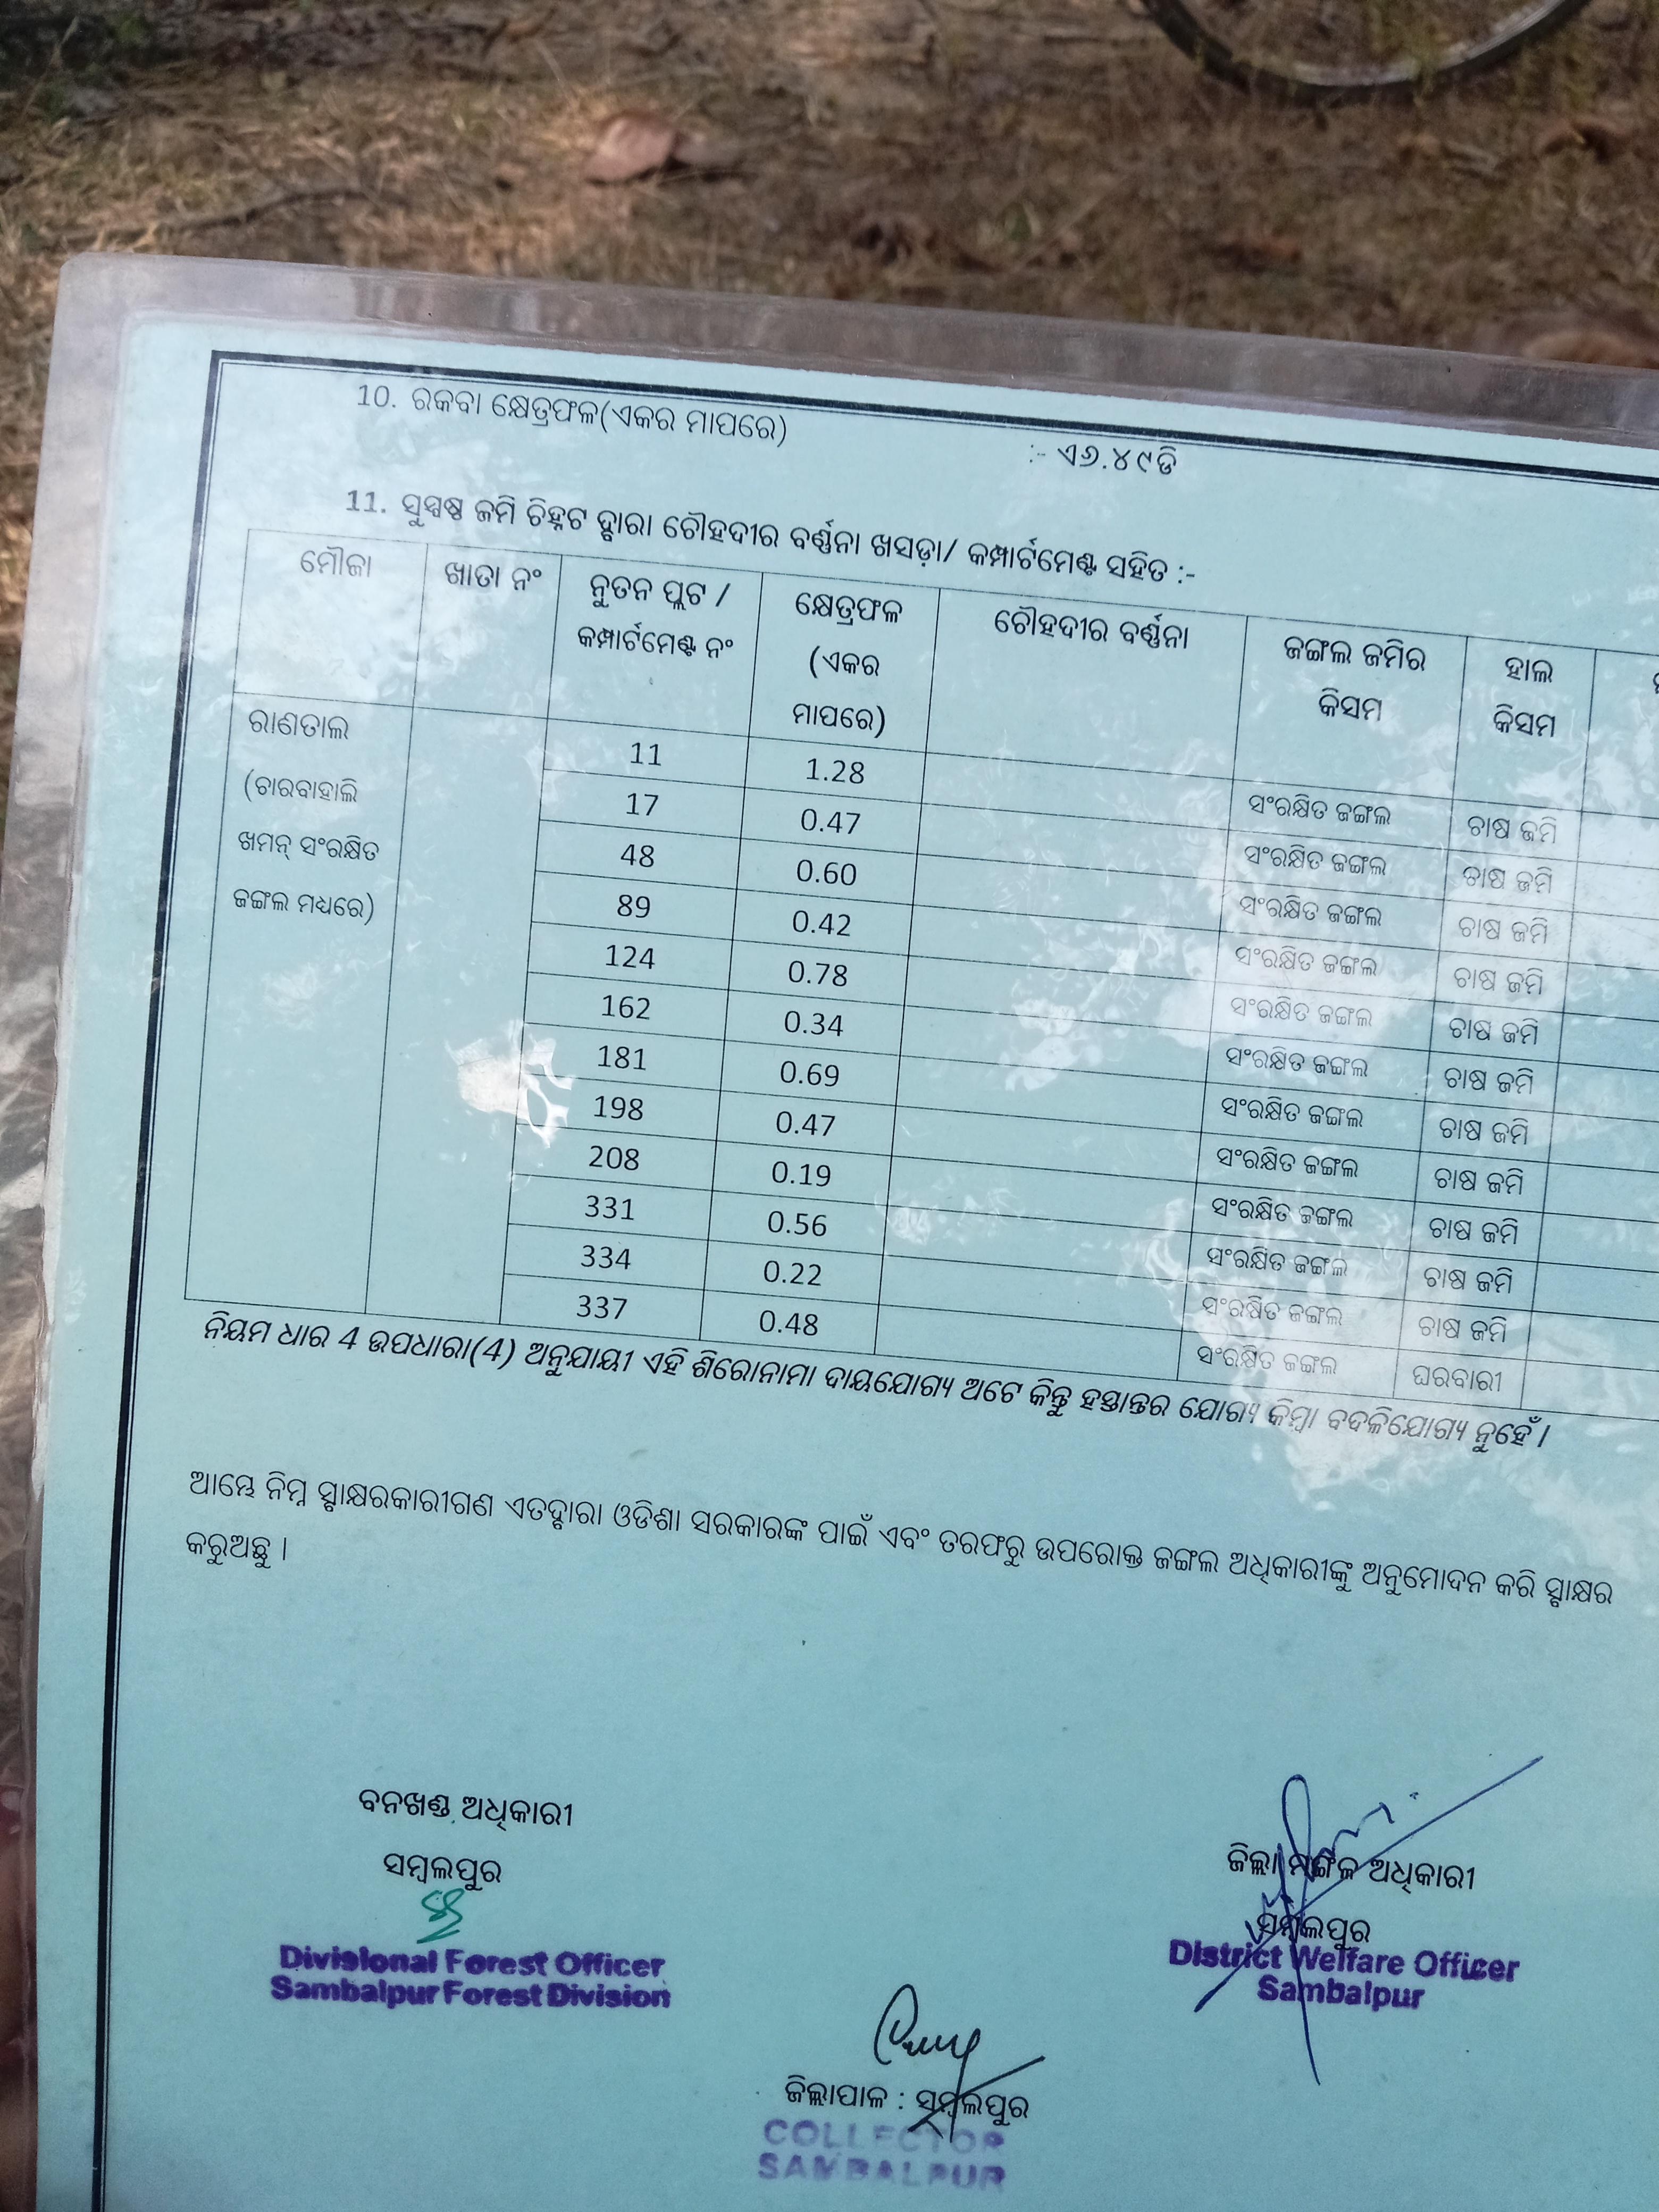 10. ରକବା କ୍ଷେତ୍ରଫଳ(ଏକର ମାପରେ) :- ଏ୬.୪୯ଡି
11. ସୁସ୍ପଷ୍ଠ ଜମି ଚିହ୍ନଟ ଦ୍ବାରା ଚୌହଦୀର ବର୍ଣ୍ଣନା ଖସଡ଼ା/ କମ୍ପାର୍ଟମେଣ୍ଟ ସହିତ :-
ମୌଜା ଖାତା ନଂ ନୁତନ ପ୍ଲଟ / କମ୍ପାର୍ଟମେଣ୍ଟ ନଂ କ୍ଷେତ୍ରଫଳ (ଏକର ମାପରେ) ଚୌହଦୀର ବର୍ଣ୍ଣନା ଜଙ୍ଗଲ ଜମିର କିସମ ହାଲ କିସମ
ରାଣତାଲ
(ଚାରବାହାଲି
ଖମନ୍ ସଂରକ୍ଷିତ
ଜଙ୍ଗଲ ମଧ୍ୟରେ)
11 1.28 ସଂରକ୍ଷିତ ଜଙ୍ଗଲ ଚାଷ ଜମି
17 0.47 ସଂରକ୍ଷିତ ଜଙ୍ଗଲ ଚାଷ ଜମି
48 0.60 ସଂରକ୍ଷିତ ଜଙ୍ଗଲ ଚାଷ ଜମି
89 0.42 ସଂରକ୍ଷିତ ଜଙ୍ଗଲ ଚାଷ ଜମି
124 0.78 ସଂରକ୍ଷିତ ଜଙ୍ଗଲ ଚାଷ ଜମି
162 0.34 ସଂରକ୍ଷିତ ଜଙ୍ଗଲ ଚାଷ ଜମି
181 0.69 ସଂରକ୍ଷିତ ଜଙ୍ଗଲ ଚାଷ ଜମି
198 0.47 ସଂରକ୍ଷିତ ଜଙ୍ଗଲ ଚାଷ ଜମି
208 0.19 ସଂରକ୍ଷିତ ଜଙ୍ଗଲ ଚାଷ ଜମି
331 0.56 ସଂରକ୍ଷିତ ଜଙ୍ଗଲ ଚାଷ ଜମି
334 0.22 ସଂରକ୍ଷିତ ଜଙ୍ଗଲ ଚାଷ ଜମି
337 0.48 ସଂରକ୍ଷିତ ଜଙ୍ଗଲ ଘରବାରୀ
ନିୟମ ଧାର 4 ଉପଧାରା(4) ଅନୁଯାୟୀ ଏହି ଶିରୋନାମା ଦାୟଯୋଗ୍ୟ ଅଟେ କିନ୍ତୁ ହସ୍ତାନ୍ତର ଯୋଗ୍ୟ କିମ୍ବା ବଦଳିଯୋଗ୍ୟ ନୁହେଁ ।
ଆମ୍ଭେ ନିମ୍ନ ସ୍ବାକ୍ଷରକାରୀଗଣ ଏତଦ୍ବାରା ଓଡିଶା ସରକାରଙ୍କ ପାଇଁ ଏବଂ ତରଫରୁ ଉପରୋକ୍ତ ଜଙ୍ଗଲ ଅଧିକାରୀଙ୍କୁ ଅନୁମୋଦନ କରି ସ୍ବାକ୍ଷର
କରୁଅଛୁ ।
ବନଖଣ୍ଡ ଅଧିକାରୀ
ସମ୍ବଲପୁର
Divisional Forest Officer
Sambalpur Forest Division
ଜିଲ୍ଲା ମଙ୍ଗଳ ଅଧିକାରୀ
ସମ୍ବଲପୁର
District Welfare Officer
Sambalpur
ଜିଲ୍ଲାପାଳ : ସମ୍ବଲପୁର
COLLECTOR
SAMBALPUR